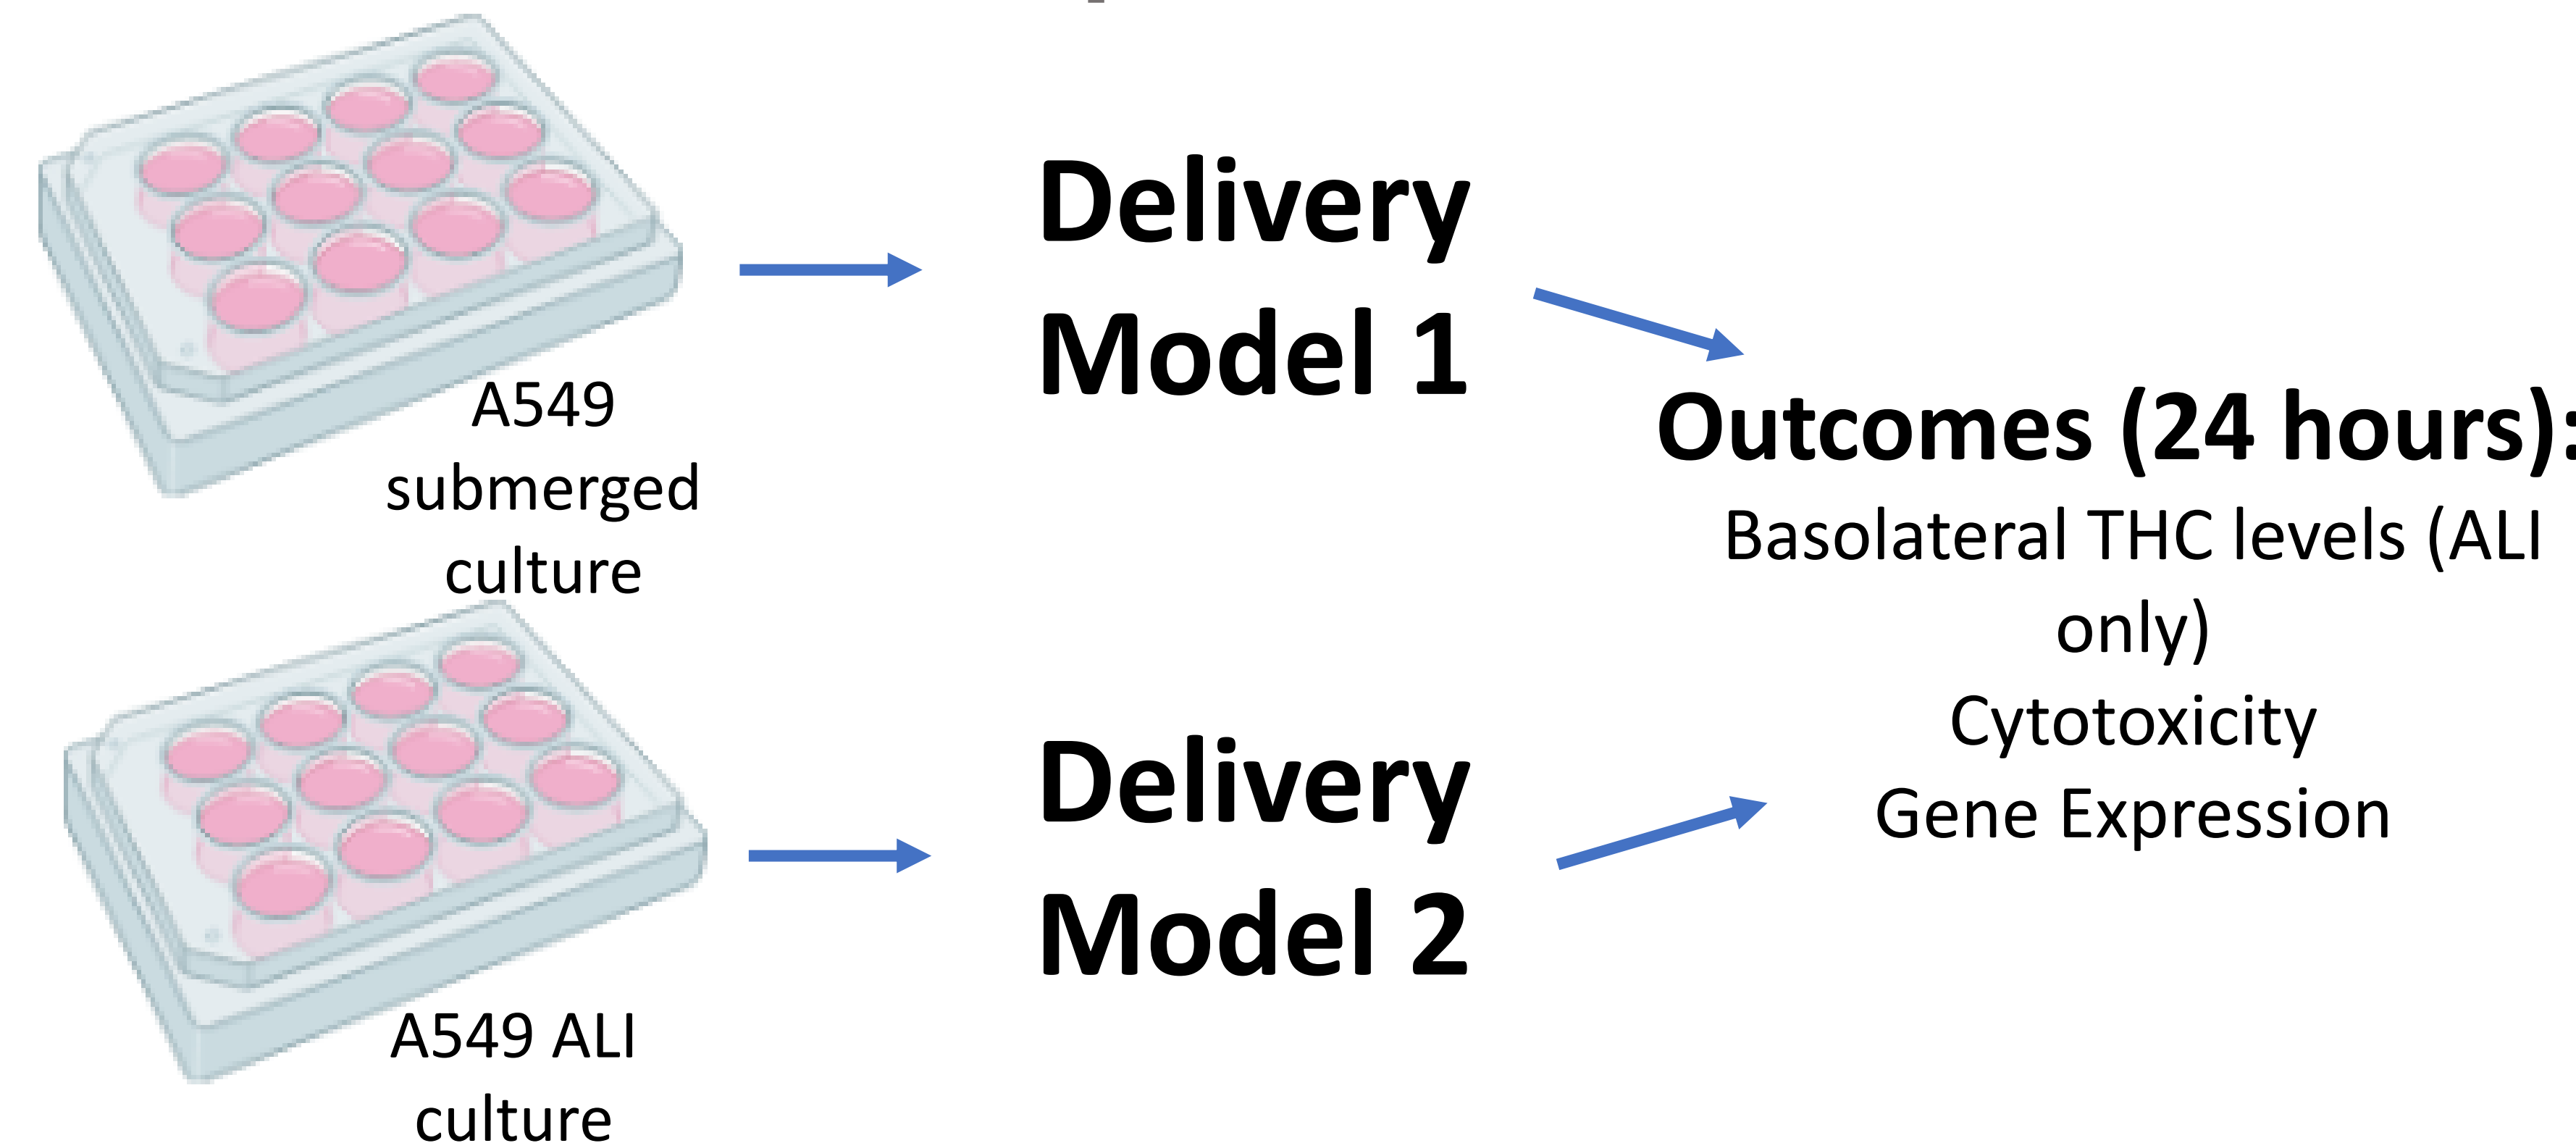 A549
submerged
culture
Delivery
Model 1
A549 ALI
culture
Delivery
Model 2
Outcomes (24 hours):
Basolateral THC levels (ALI
only)
Cytotoxicity
Gene Expression